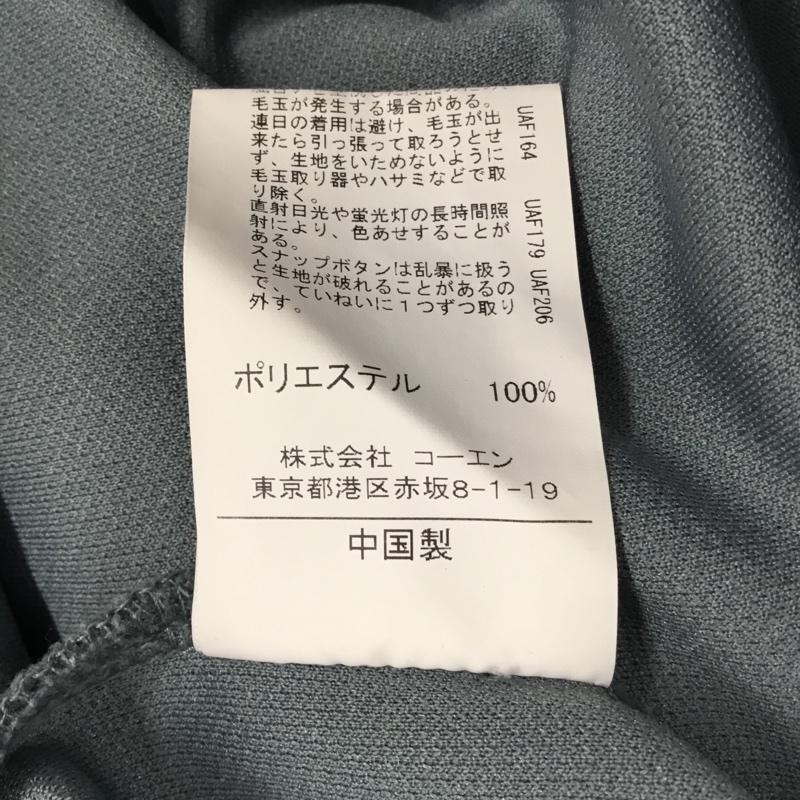 毛玉が発生する場合がある。
連日の着用は避け、毛玉が出
来たら引っ張って取ろうとせ
ず、生地をいためないように
毛玉取り器やハサミなどで取
り除く。
直射日光や蛍光灯の長時間照
射により、色あせすることが
ある。
スナップボタンは乱暴に扱う
と生地が破れることがあるの
で、ていねいに１つずつ取り
外す。
UAF164 UAF179 UAF206
ポリエステル 100%
株式会社 コーエン
東京都港区赤坂8-1-19
中国製